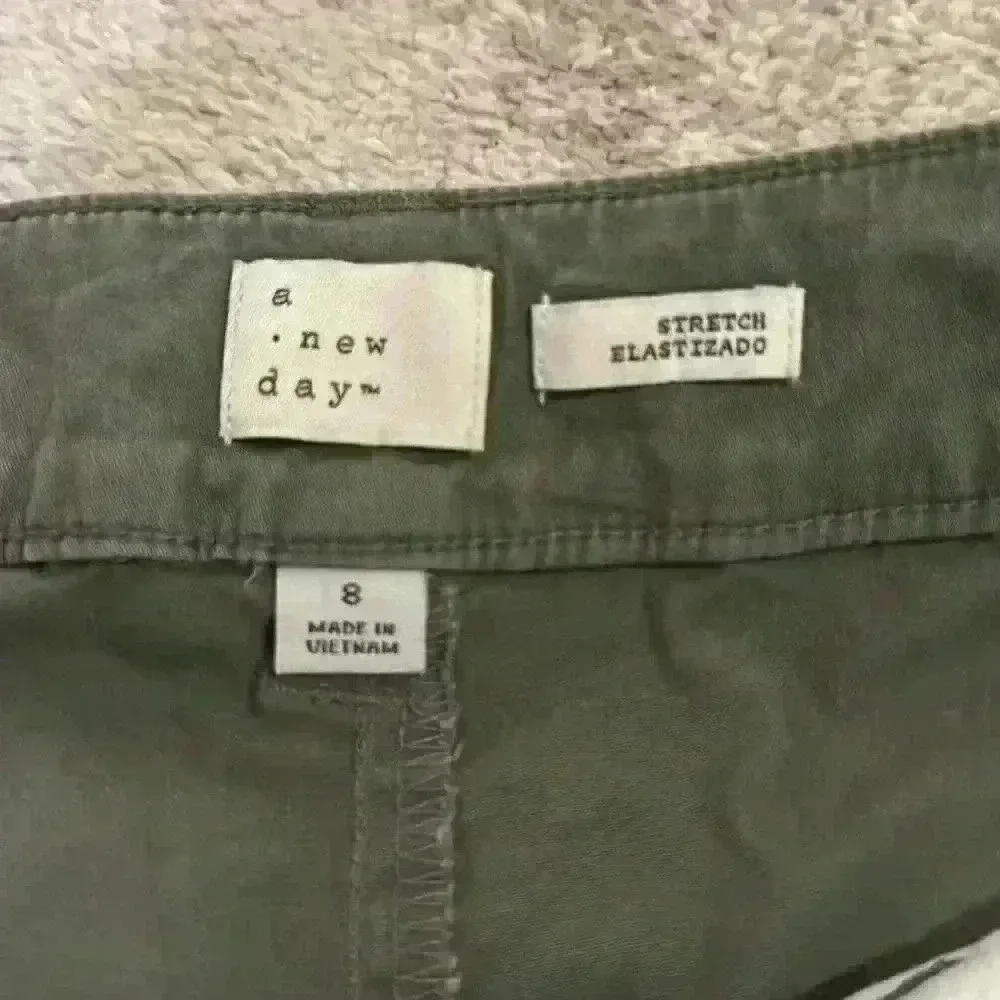 a
· new
day™
STRETCH
ELASTIZADO
8
MADE IN
VIETNAM